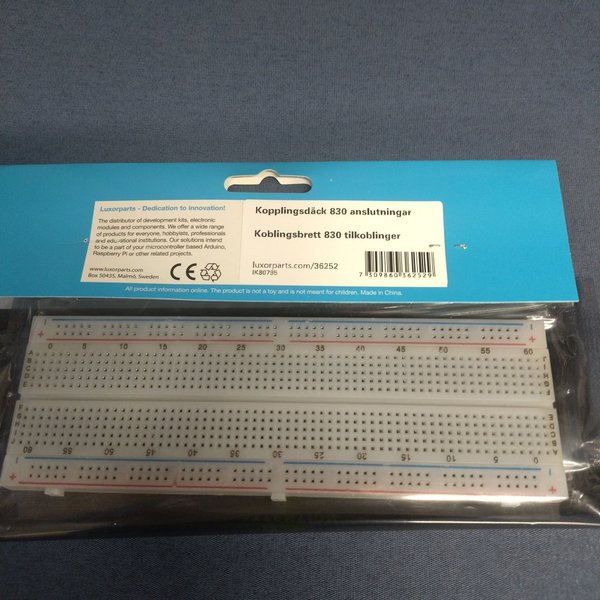 Luxorparts - Dedication to innovation!
The distributor of development kits, electronic
modules and components. We offer a wide range
of products for everyone, hobbyists, professionals
and educational institutions. Our solutions intend
to be a part of your microcontroller based Arduino,
Raspberry Pi or other related projects.
www.luxorparts.com
Box 50435, Malmö, Sweden
CE
Kopplingsdäck 830 anslutningar
Koblingsbrett 830 tilkoblinger
luxorparts.com/36252
IK80795
7 309860 362529
All product information online. The product is not a toy and is not meant for children. Made in China.
0 5 10 15 20 25 30 35 40 45 50 55 60
A
B
C
D
E
F
G
H
I
J
60 55 50 45 40 35 30 25 20 15 10 5 0